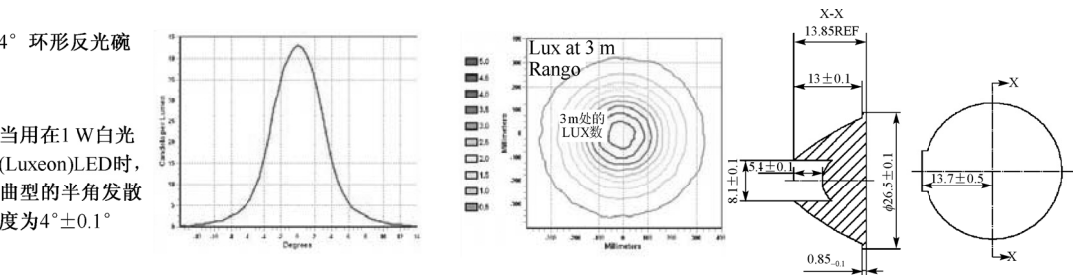 4° 环形反光碗
当用在1 W白光
(Luxeon)LED时，
曲型的半角发散
度为4°±0.1°
Candela per Lumen
Degrees
Lux at 3 m
Rango
3m处的
LUX数
5.0
4.5
4.0
3.5
3.0
2.5
2.0
1.5
1.0
0.5
Millimeters
Millimeters
X-X
13.85REF
13±0.1
5.4±0.1
8.1±0.1
ϕ26.5±0.1
0.85-0.1
X
13.7±0.5
X